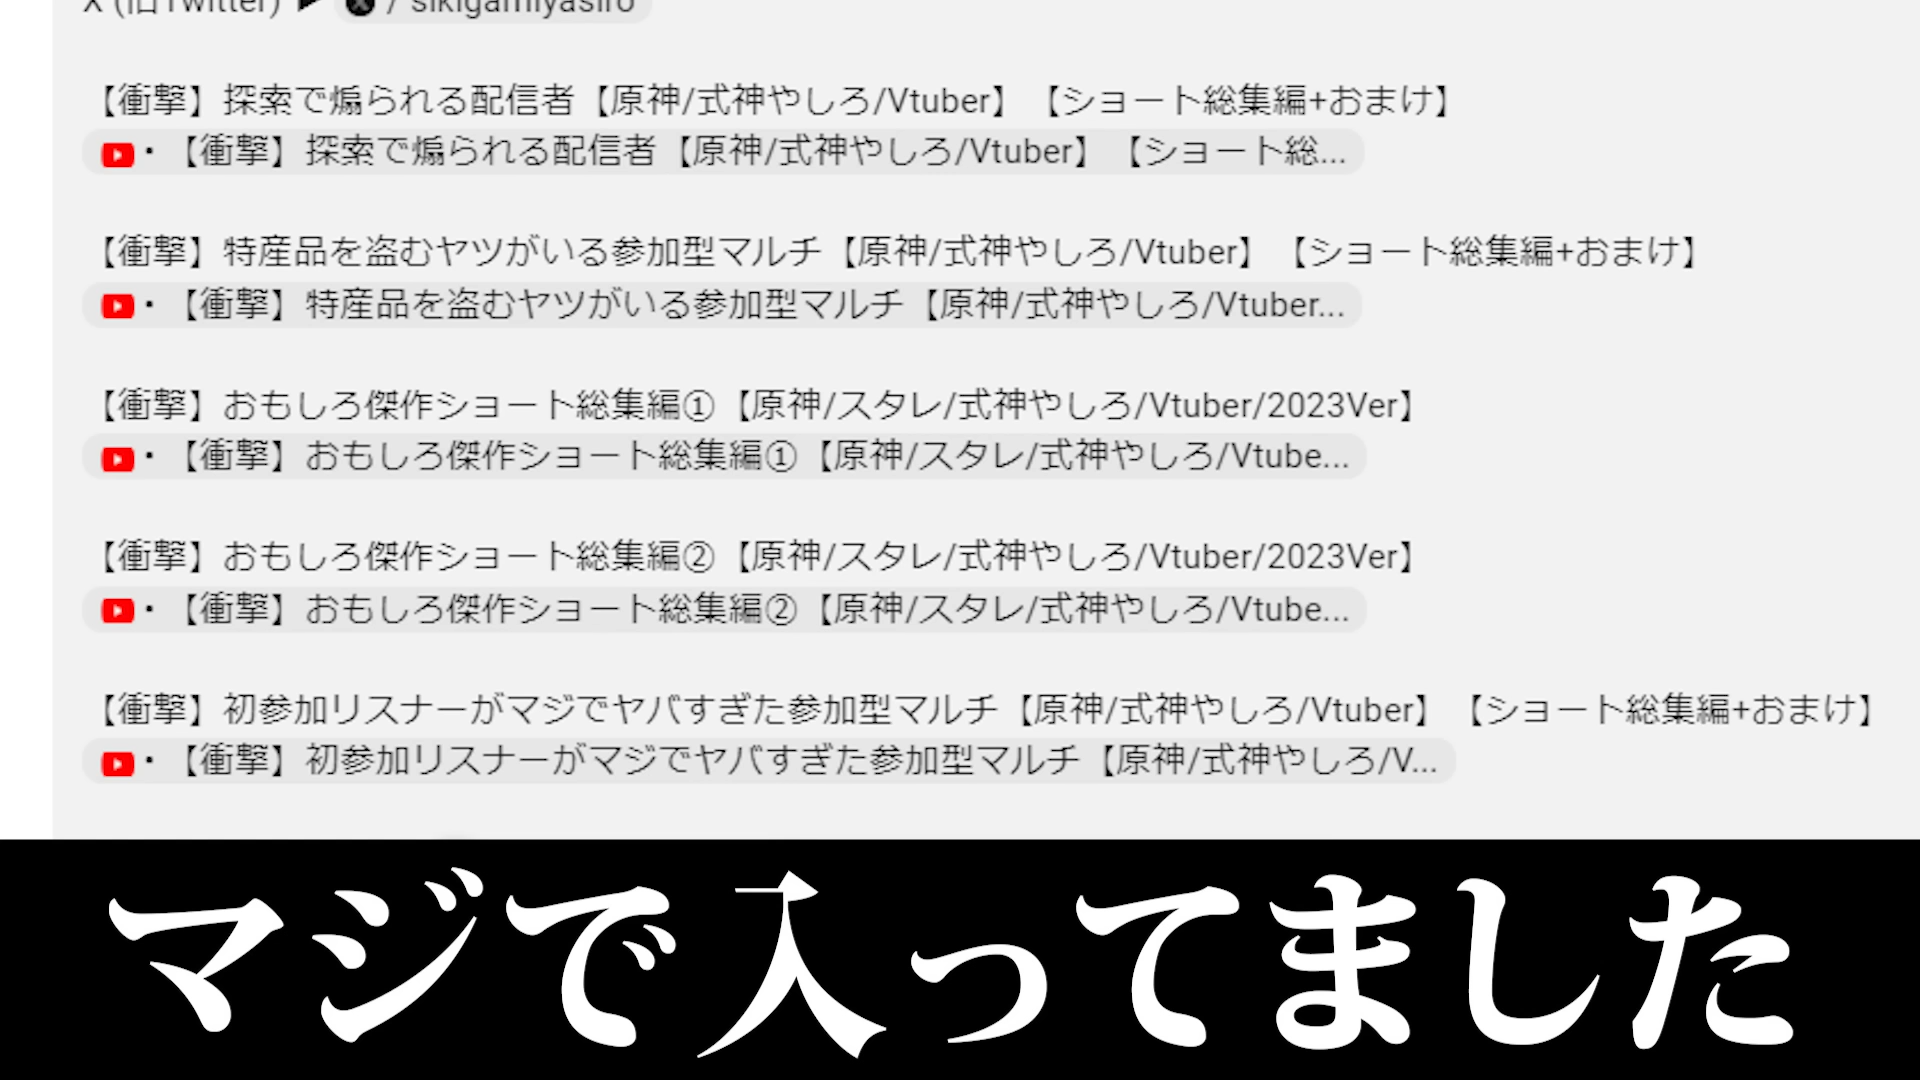 X (旧Twitter) ▶ / sikigamiyasiro
【衝撃】探索で煽られる配信者【原神/式神やしろ/Vtuber】【ショート総集編+おまけ】
・【衝撃】探索で煽られる配信者【原神/式神やしろ/Vtuber】【ショート総...
【衝撃】特産品を盗むヤツがいる参加型マルチ【原神/式神やしろ/Vtuber】【ショート総集編+おまけ】
・【衝撃】特産品を盗むヤツがいる参加型マルチ【原神/式神やしろ/Vtuber...
【衝撃】おもしろ傑作ショート総集編①【原神/スタレ/式神やしろ/Vtuber/2023Ver】
・【衝撃】おもしろ傑作ショート総集編①【原神/スタレ/式神やしろ/Vtube...
【衝撃】おもしろ傑作ショート総集編②【原神/スタレ/式神やしろ/Vtuber/2023Ver】
・【衝撃】おもしろ傑作ショート総集編②【原神/スタレ/式神やしろ/Vtube...
【衝撃】初参加リスナーがマジでヤバすぎた参加型マルチ【原神/式神やしろ/Vtuber】【ショート総集編+おまけ】
・【衝撃】初参加リスナーがマジでヤバすぎた参加型マルチ【原神/式神やしろ/V...
マジで入ってました